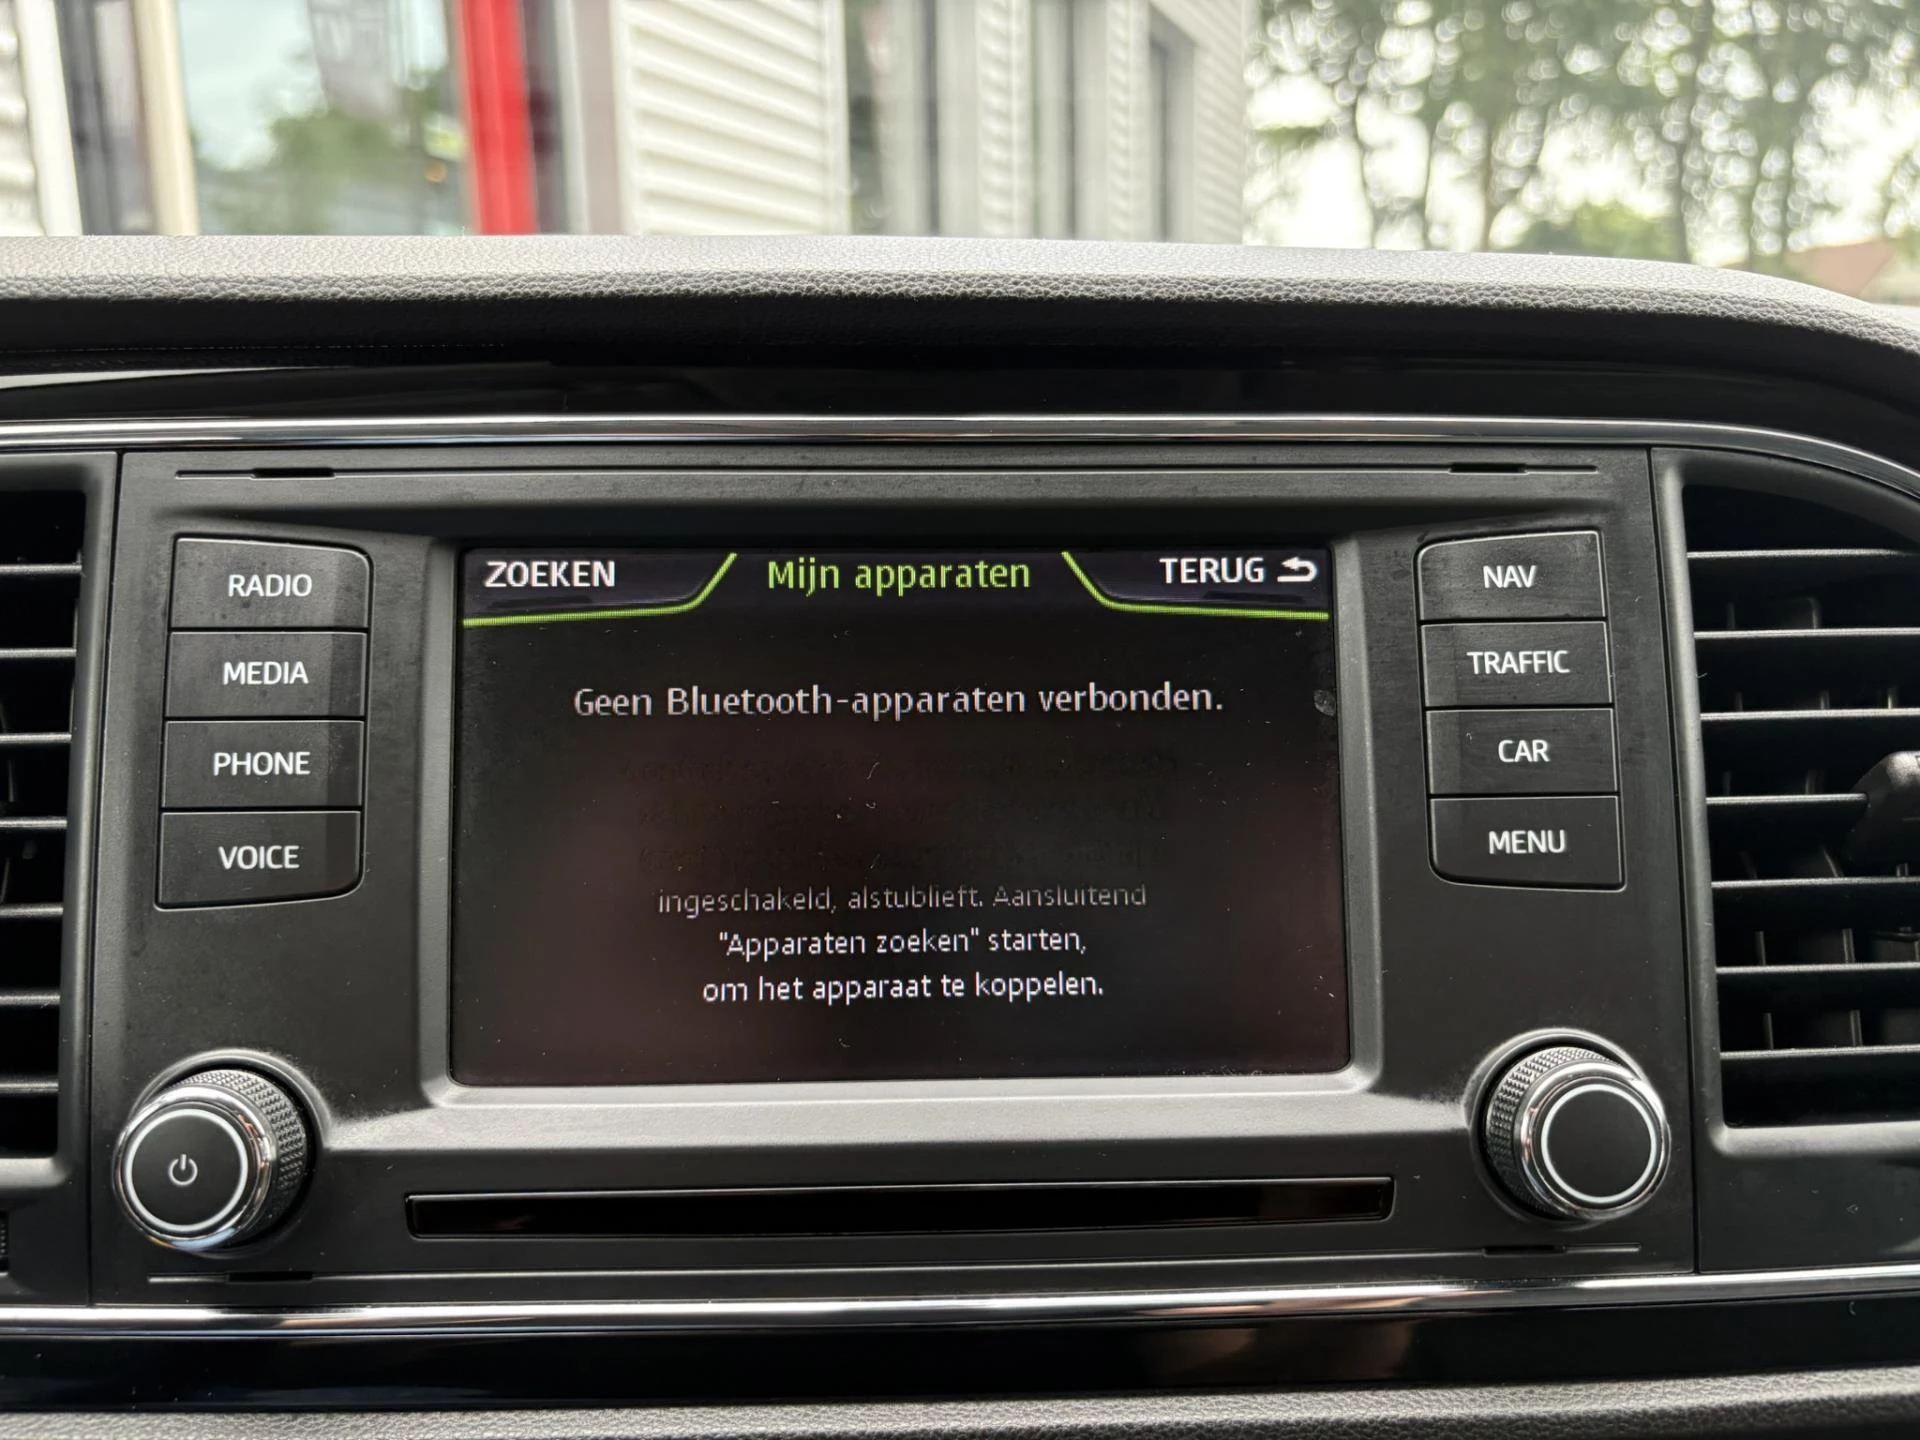 ZOEKEN Mijn apparaten TERUG
RADIO
MEDIA
PHONE
VOICE
Geen Bluetooth-apparaten verbonden.
ingeschakeld, alstublieft. Aansluitend
"Apparaten zoeken" starten,
om het apparaat te koppelen.
NAV
TRAFFIC
CAR
MENU